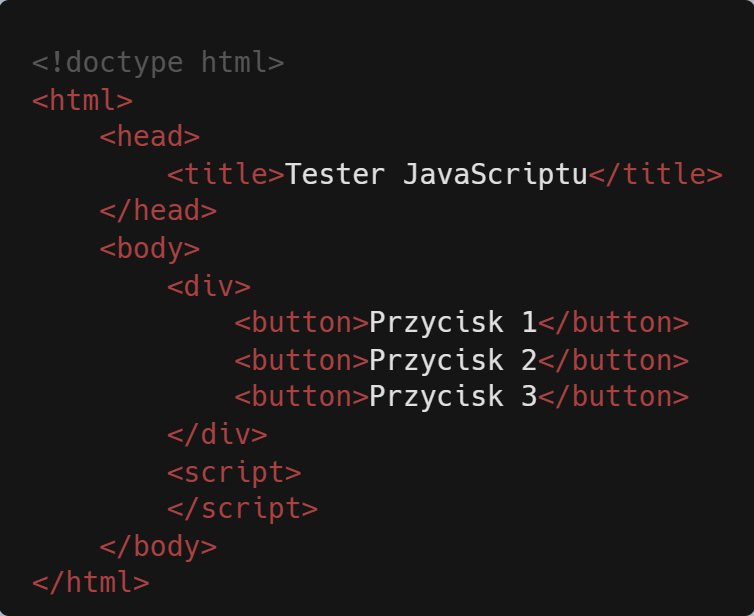 <!doctype html>
<html>
    <head>
        <title>Tester JavaScriptu</title>
    </head>
    <body>
        <div>
            <button>Przycisk 1</button>
            <button>Przycisk 2</button>
            <button>Przycisk 3</button>
        </div>
        <script>
        </script>
    </body>
</html>